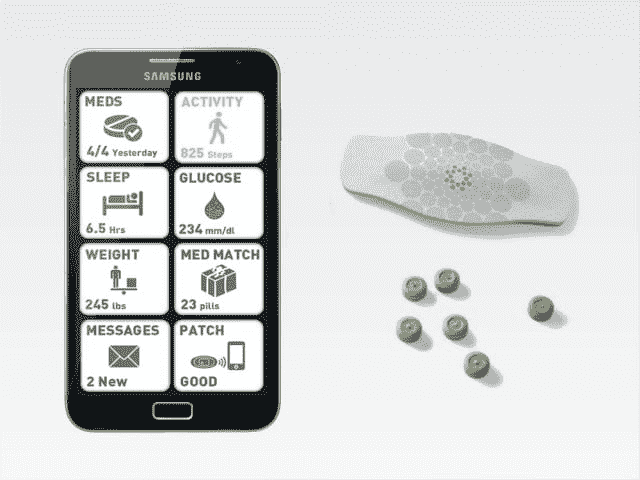 SAMSUNG
MEDS
4/4 Yesterday
ACTIVITY
825 Steps
SLEEP
6.5 Hrs
GLUCOSE
234 mm/dl
WEIGHT
245 lbs
MED MATCH
23 pills
MESSAGES
2 New
PATCH
GOOD